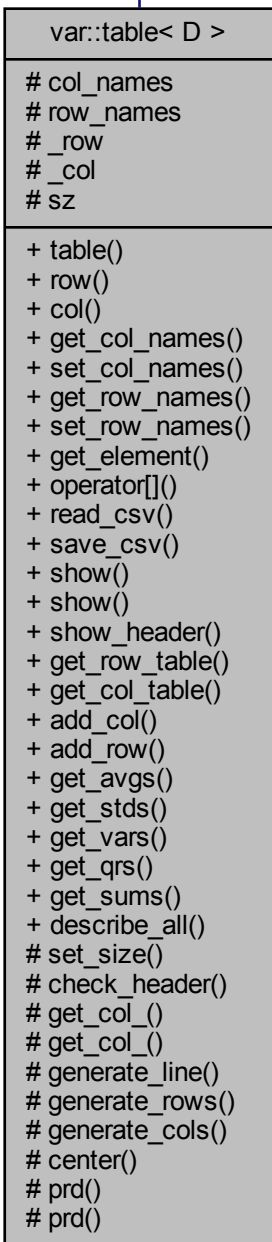 var::table< D >
# col_names
# row_names
# _row
# _col
# sz
+ table()
+ row()
+ col()
+ get_col_names()
+ set_col_names()
+ get_row_names()
+ set_row_names()
+ get_element()
+ operator[]()
+ read_csv()
+ save_csv()
+ show()
+ show()
+ show_header()
+ get_row_table()
+ get_col_table()
+ add_col()
+ add_row()
+ get_avgs()
+ get_stds()
+ get_vars()
+ get_qrs()
+ get_sums()
+ describe_all()
# set_size()
# check_header()
# get_col_()
# get_col_()
# generate_line()
# generate_rows()
# generate_cols()
# center()
# prd()
# prd()